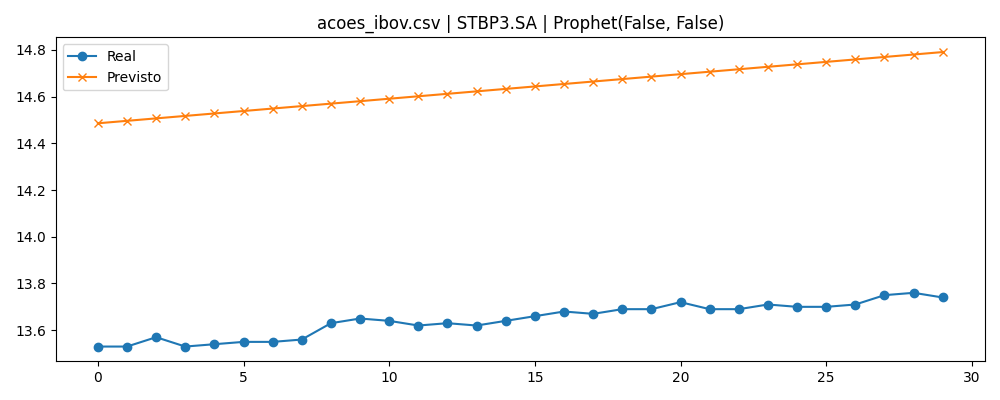 acoes_ibov.csv | STBP3.SA | Prophet(False, False)
Real
Previsto
14.8
14.6
14.4
14.2
14.0
13.8
13.6
0 5 10 15 20 25 30